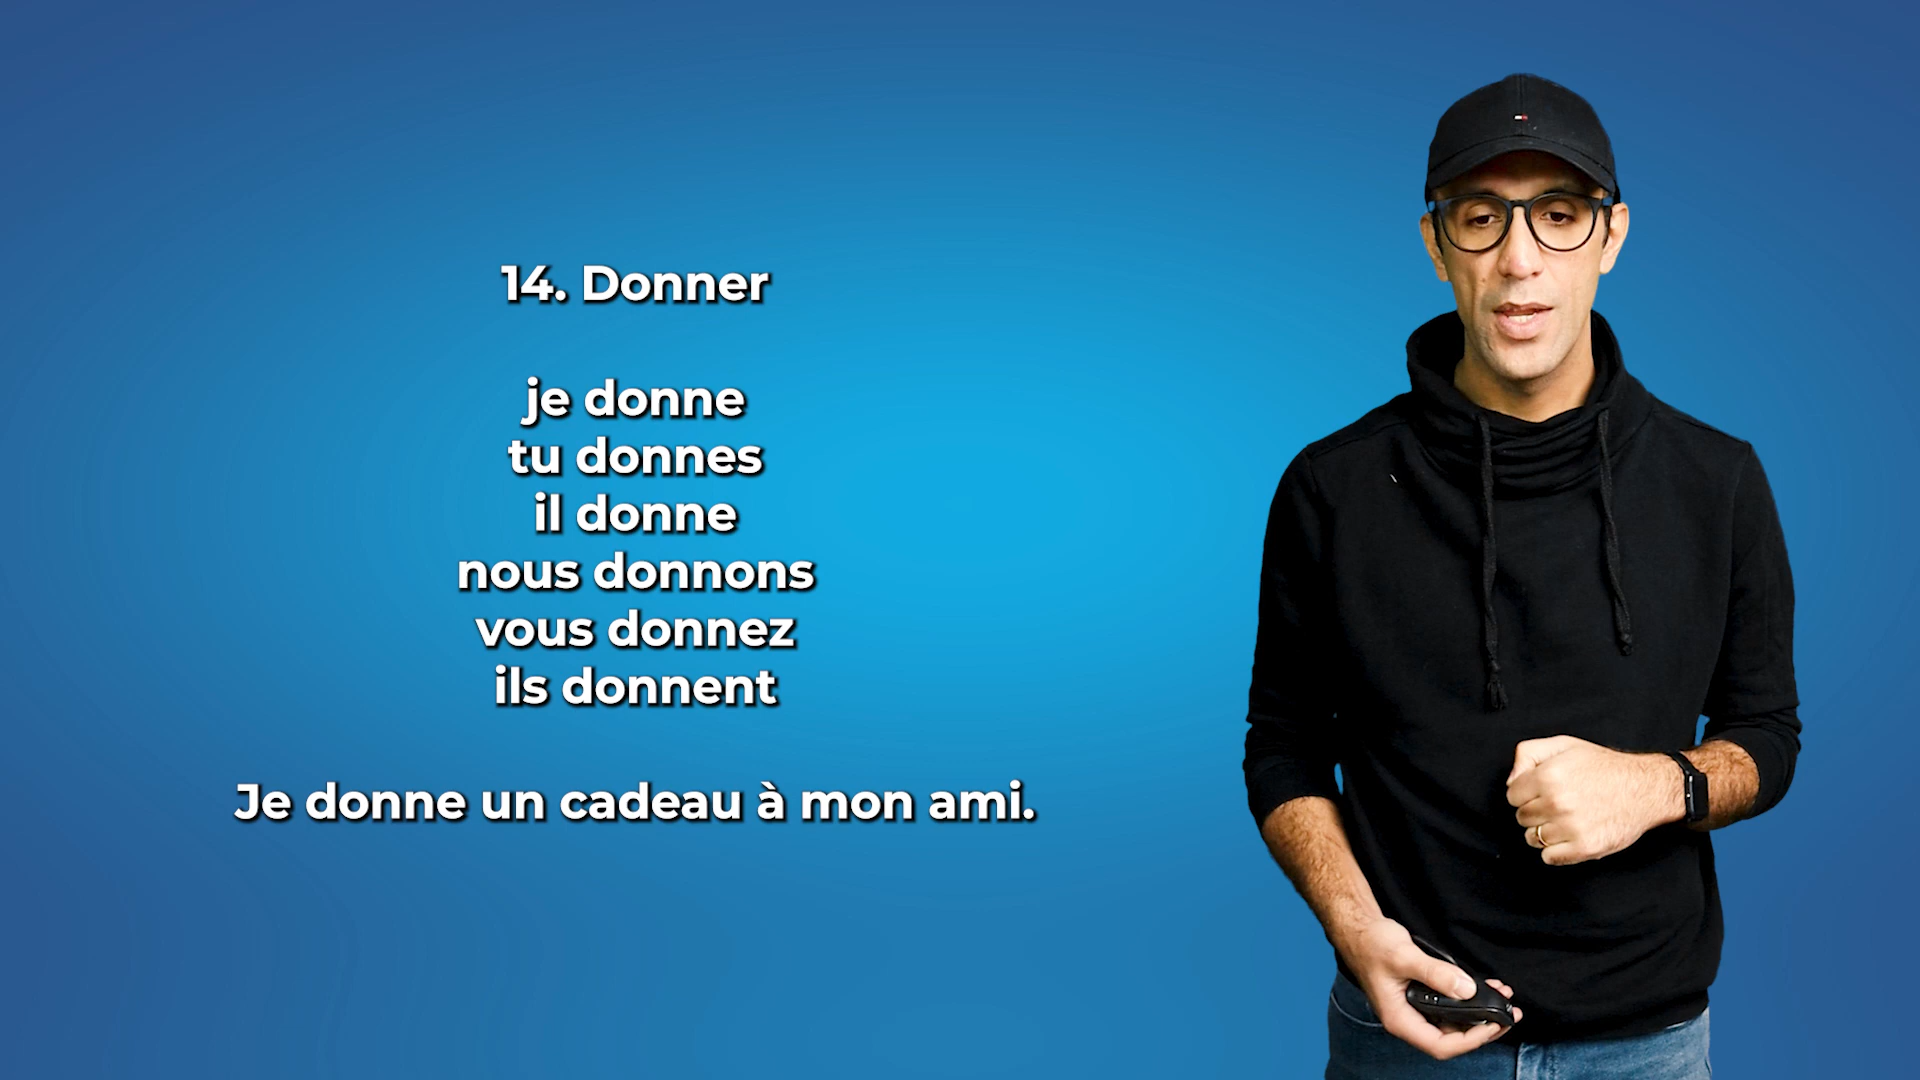 14. Donner
je donne
tu donnes
il donne
nous donnons
vous donnez
ils donnent
Je donne un cadeau à mon ami.